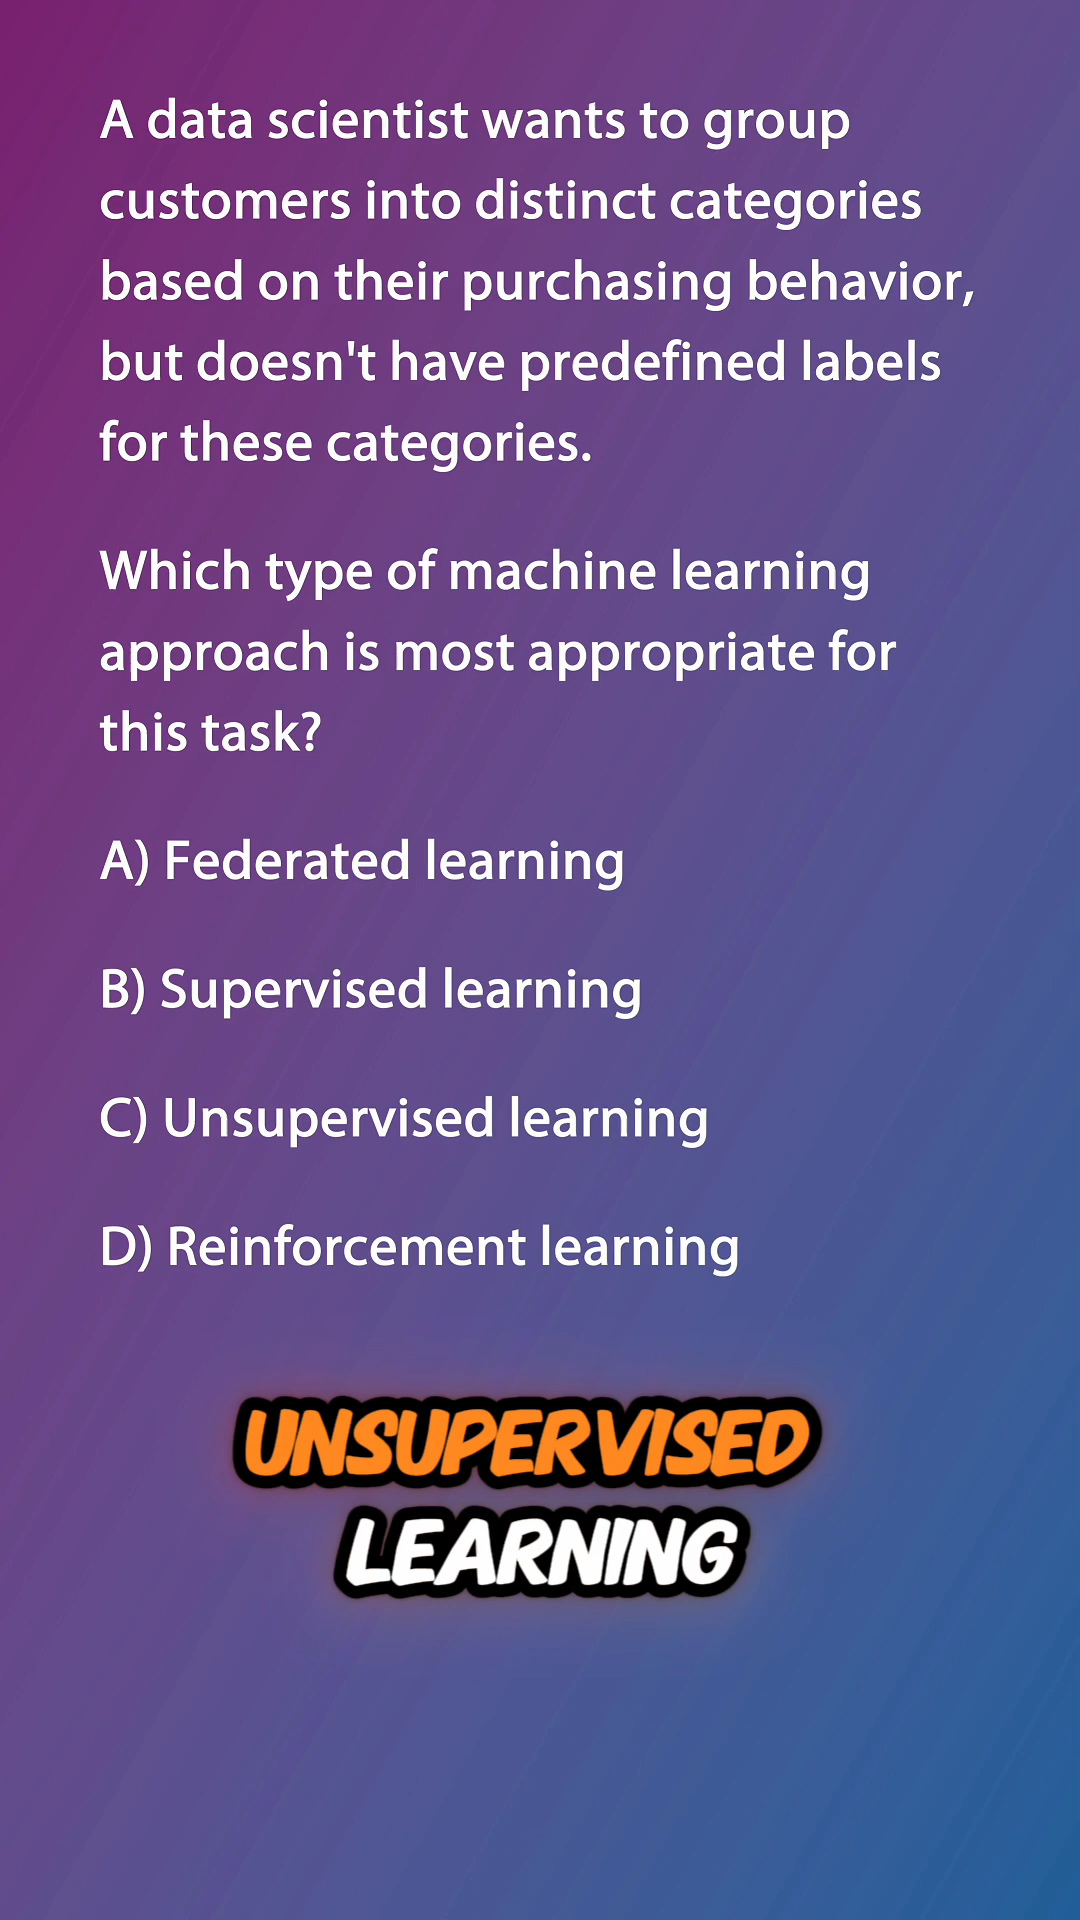 A data scientist wants to group
customers into distinct categories
based on their purchasing behavior,
but doesn't have predefined labels
for these categories.
Which type of machine learning
approach is most appropriate for
this task?
A) Federated learning
B) Supervised learning
C) Unsupervised learning
D) Reinforcement learning
UNSUPERVISED
LEARNING